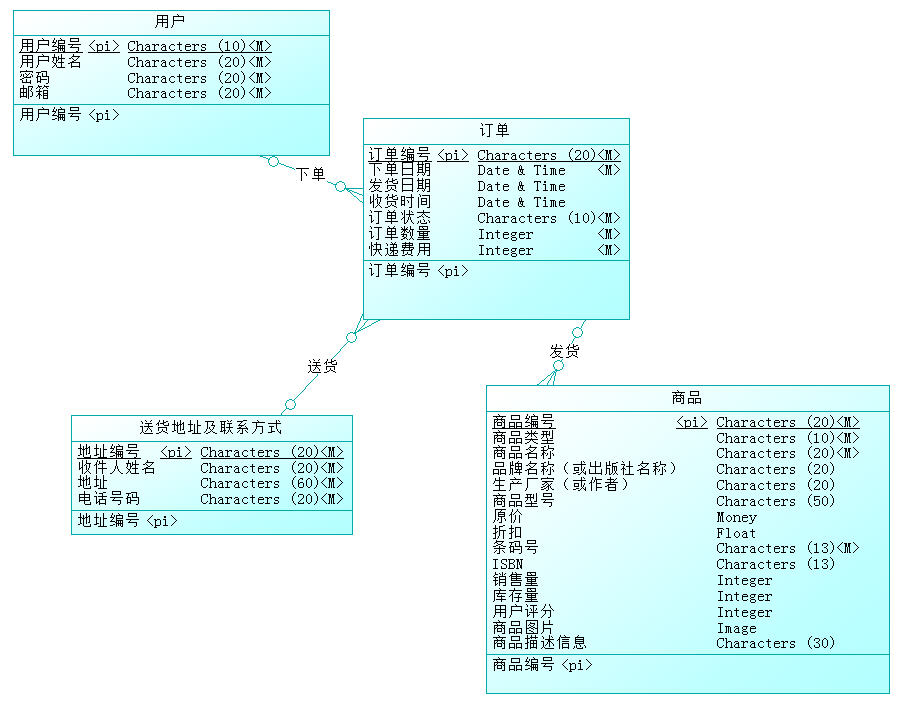 用户
用户编号 <pi> Characters (10)<M>
用户姓名 Characters (20)<M>
密码 Characters (20)<M>
邮箱 Characters (20)<M>
用户编号 <pi>
下单
订单
订单编号 <pi> Characters (20)<M>
下单日期 Date & Time <M>
发货日期 Date & Time
收货时间 Date & Time
订单状态 Characters (10)<M>
订单数量 Integer <M>
快递费用 Integer <M>
订单编号 <pi>
送货
发货
送货地址及联系方式
地址编号 <pi> Characters (20)<M>
收件人姓名 Characters (20)<M>
地址 Characters (60)<M>
电话号码 Characters (20)<M>
地址编号 <pi>
商品
商品编号 <pi> Characters (20)<M>
商品类型 Characters (10)<M>
商品名称 Characters (20)<M>
品牌名称（或出版社名称） Characters (20)
生产厂家（或作者） Characters (20)
商品型号 Characters (50)
原价 Money
折扣 Float
条码号 Characters (13)<M>
ISBN Characters (13)
销售量 Integer
库存量 Integer
用户评分 Integer
商品图片 Image
商品描述信息 Characters (30)
商品编号 <pi>